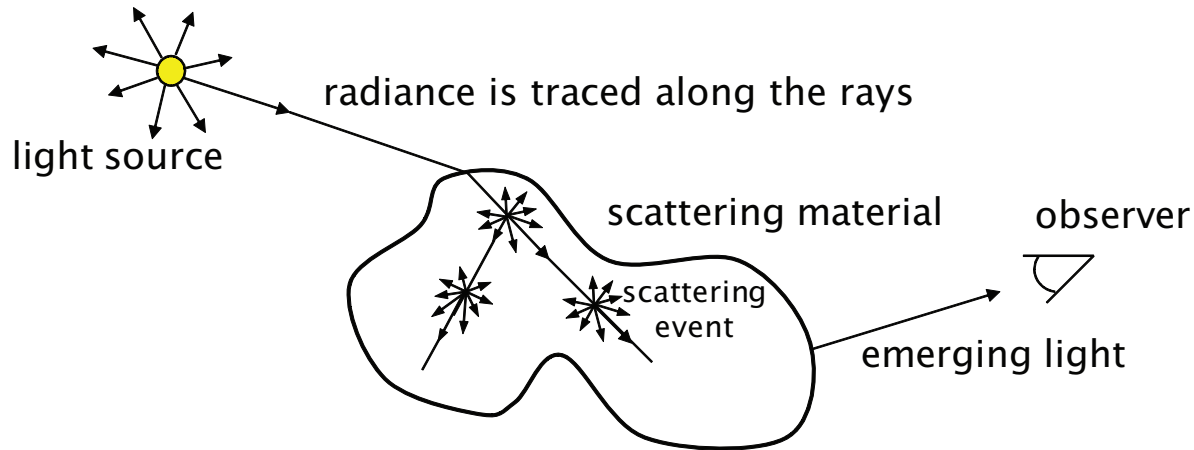 radiance is traced along the rays
light source
scattering material
observer
scattering
event
emerging light